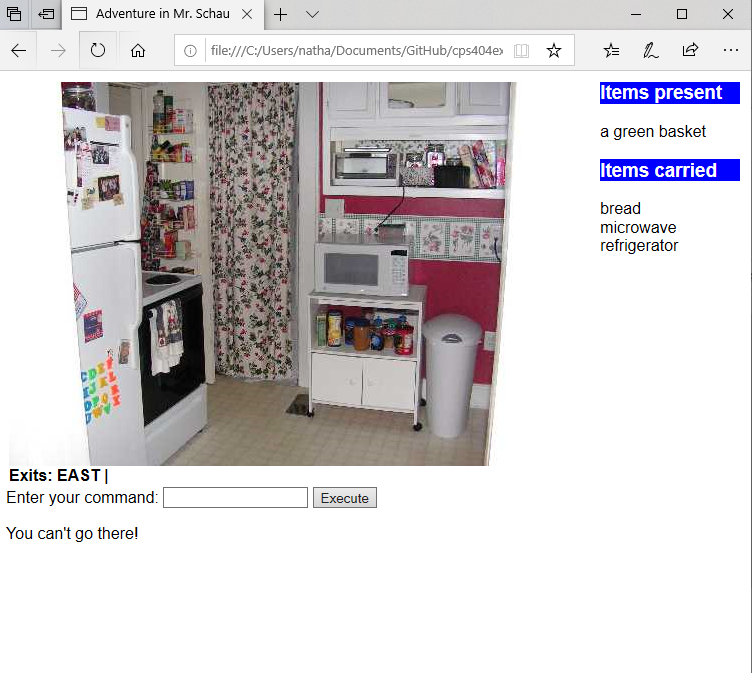 Adventure in Mr. Schau
file:///C:/Users/natha/Documents/GitHub/cps404ex
Items present
a green basket
Items carried
bread
microwave
refrigerator
Exits: EAST |
Enter your command:
Execute
You can't go there!